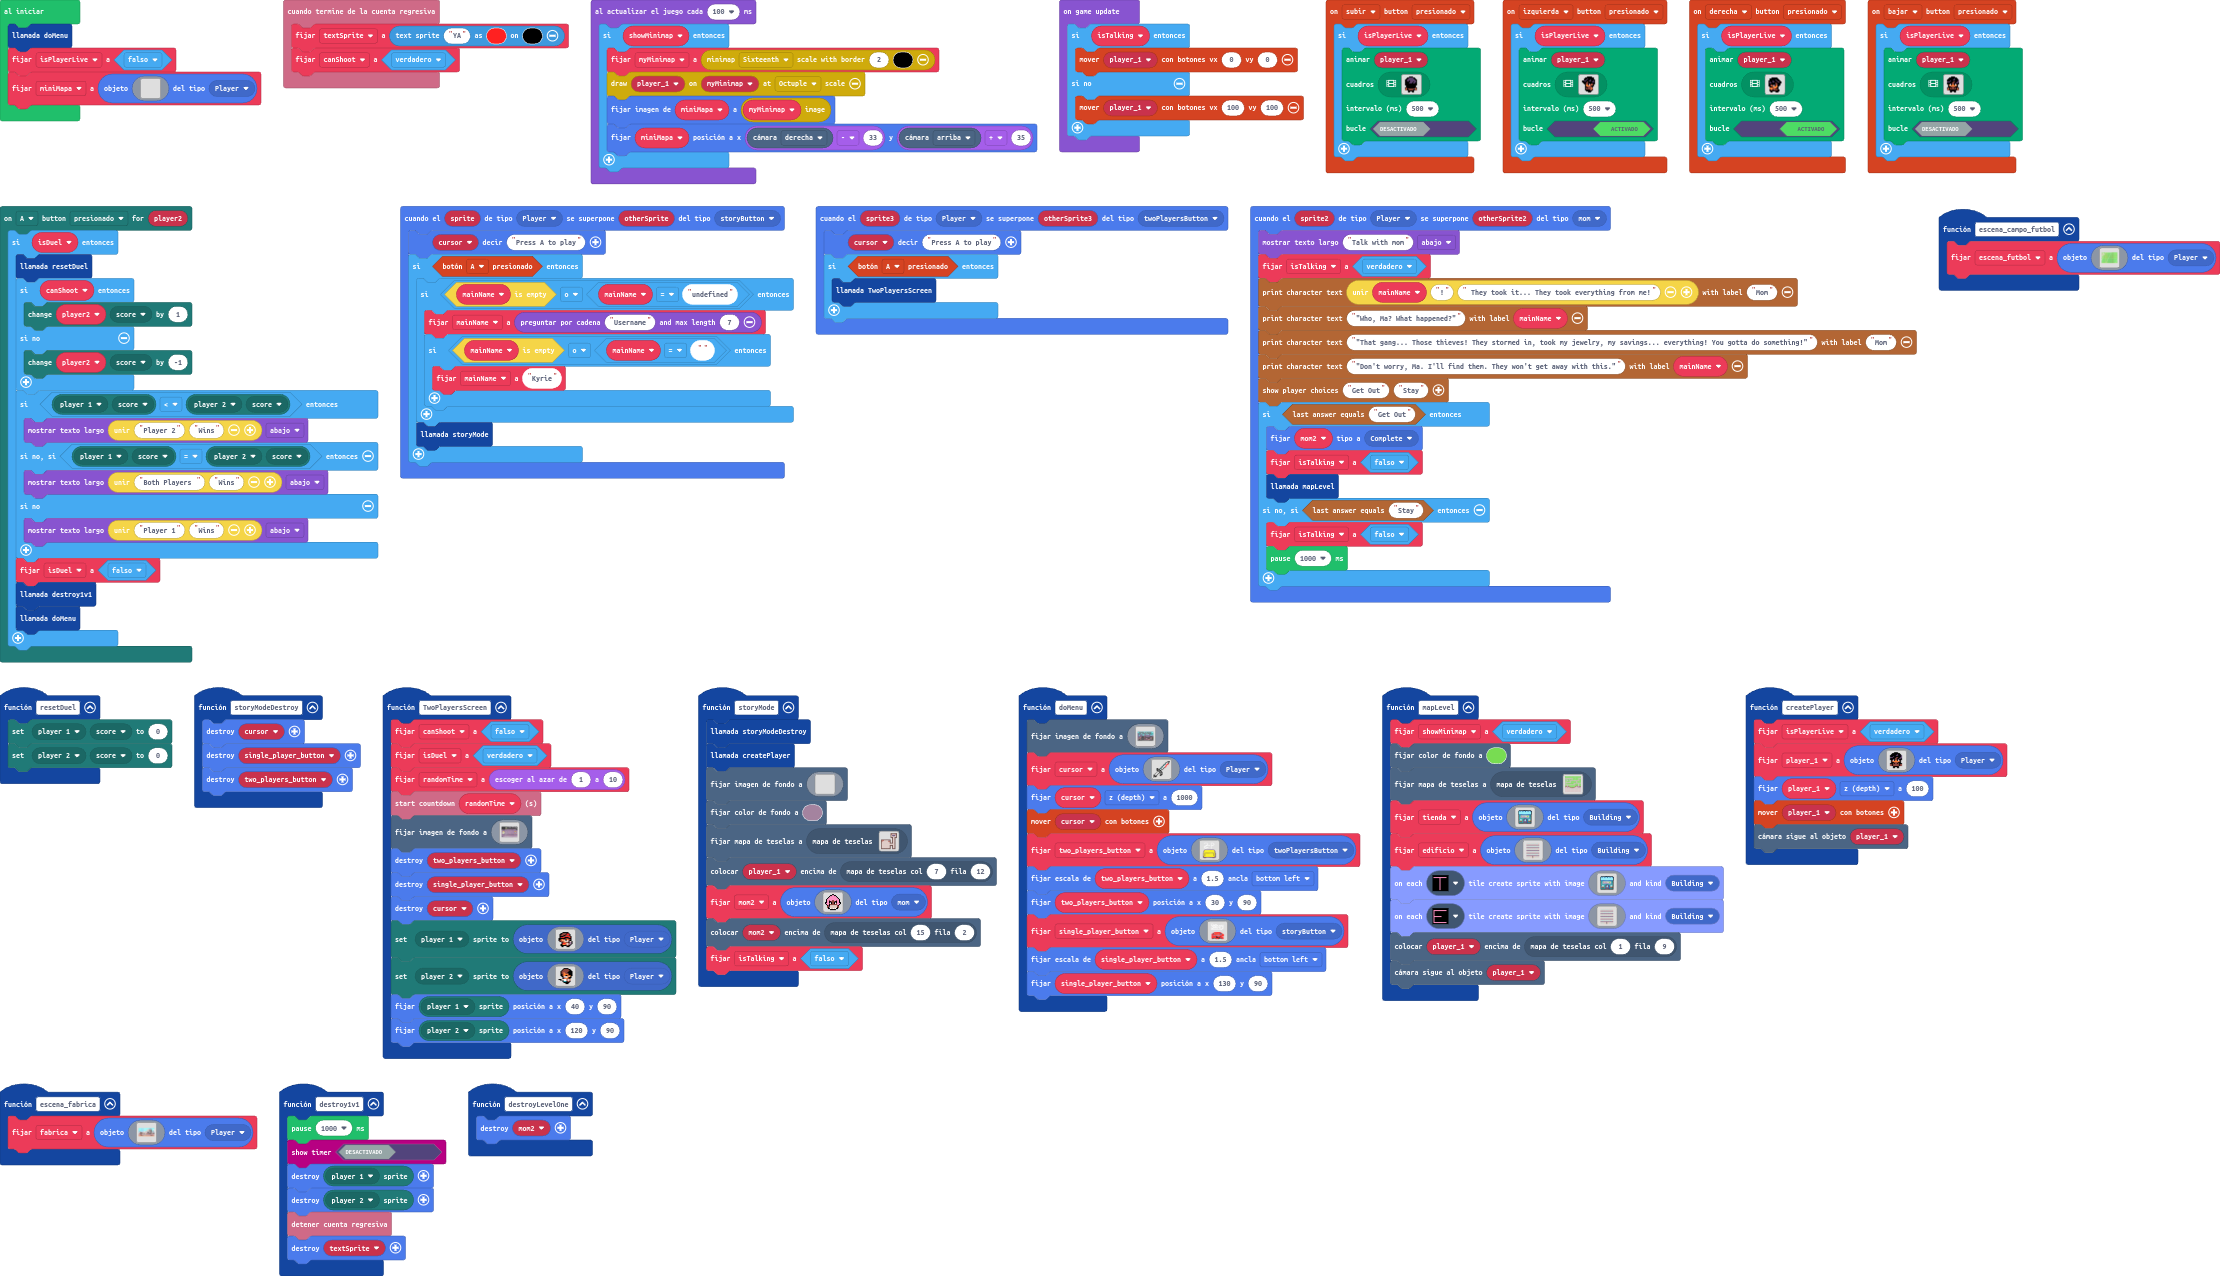 al iniciar
llamada doMenu
fijar isPlayerLive a falso
fijar miniMapa a objeto del tipo Player
cuando termine de la cuenta regresiva
fijar textSprite a text sprite "YA" as on
fijar canShoot a verdadero
al actualizar el juego cada 100 ms
si showMinimap entonces
fijar myMinimap a minimap Sixteenth scale with border 2
draw player_1 on myMinimap at Octuple scale
fijar imagen de miniMapa a myMinimap image
fijar miniMapa posición a x cámara derecha - 33 y cámara arriba + 35
on game update
si isTalking entonces
mover player_1 con botones vx 0 vy 0
si no
mover player_1 con botones vx 100 vy 100
on subir button presionado
si isPlayerLive entonces
animar player_1
cuadros
intervalo (ms) 500
bucle DESACTIVADO
on izquierda button presionado
si isPlayerLive entonces
animar player_1
cuadros
intervalo (ms) 500
bucle ACTIVADO
on derecha button presionado
si isPlayerLive entonces
animar player_1
cuadros
intervalo (ms) 500
bucle ACTIVADO
on bajar button presionado
si isPlayerLive entonces
animar player_1
cuadros
intervalo (ms) 500
bucle DESACTIVADO
on A button presionado for player2
si isDuel entonces
llamada resetDuel
si canShoot entonces
change player2 score by 1
si no
change player2 score by -1
si player 1 score < player 2 score entonces
mostrar texto largo unir "Player 2" "Wins" abajo
si no, si player 1 score = player 2 score entonces
mostrar texto largo unir "Both Players " "Wins" abajo
si no
mostrar texto largo unir "Player 1" "Wins" abajo
fijar isDuel a falso
llamada destroy1v1
llamada doMenu
cuando el sprite de tipo Player se superpone otherSprite del tipo storyButton
cursor decir "Press A to play"
si botón A presionado entonces
si mainName is empty o mainName = "undefined" entonces
fijar mainName a preguntar por cadena "Username" and max length 7
si mainName is empty o mainName = " " entonces
fijar mainName a "Kyrie"
llamada storyMode
cuando el sprite3 de tipo Player se superpone otherSprite3 del tipo twoPlayersButton
cursor decir "Press A to play"
si botón A presionado entonces
llamada TwoPlayersScreen
cuando el sprite2 de tipo Player se superpone otherSprite2 del tipo mom
mostrar texto largo "Talk with mom" abajo
fijar isTalking a verdadero
print character text unir mainName "!" " They took it... They took everything from me!" with label "Mom"
print character text ""Who, Ma? What happened?"" with label mainName
print character text ""That gang... Those thieves! They stormed in, took my jewelry, my savings... everything! You gotta do something!"" with label "Mom"
print character text ""Don't worry, Ma. I'll find them. They won't get away with this."" with label mainName
show player choices "Get Out" "Stay"
si last answer equals "Get Out" entonces
fijar mom2 tipo a Complete
fijar isTalking a falso
llamada mapLevel
si no, si last answer equals "Stay" entonces
fijar isTalking a falso
pause 1000 ms
función escena_campo_futbol
fijar escena_futbol a objeto del tipo Player
función resetDuel
set player 1 score to 0
set player 2 score to 0
función storyModeDestroy
destroy cursor
destroy single_player_button
destroy two_players_button
función TwoPlayersScreen
fijar canShoot a falso
fijar isDuel a verdadero
fijar randomTime a escoger al azar de 1 a 10
start countdown randomTime (s)
fijar imagen de fondo a
destroy two_players_button
destroy single_player_button
destroy cursor
set player 1 sprite to objeto del tipo Player
set player 2 sprite to objeto del tipo Player
fijar player 1 sprite posición a x 40 y 90
fijar player 2 sprite posición a x 120 y 90
función storyMode
llamada storyModeDestroy
llamada createPlayer
fijar imagen de fondo a
fijar color de fondo a
fijar mapa de teselas a mapa de teselas
colocar player_1 encima de mapa de teselas col 7 fila 12
fijar mom2 a objeto del tipo mom
colocar mom2 encima de mapa de teselas col 15 fila 2
fijar isTalking a falso
función doMenu
fijar imagen de fondo a
fijar cursor a objeto del tipo Player
fijar cursor z (depth) a 1000
mover cursor con botones
fijar two_players_button a objeto del tipo twoPlayersButton
fijar escala de two_players_button a 1.5 ancla bottom left
fijar two_players_button posición a x 30 y 90
fijar single_player_button a objeto del tipo storyButton
fijar escala de single_player_button a 1.5 ancla bottom left
fijar single_player_button posición a x 130 y 90
función mapLevel
fijar showMinimap a verdadero
fijar color de fondo a
fijar mapa de teselas a mapa de teselas
fijar tienda a objeto del tipo Building
fijar edificio a objeto del tipo Building
on each T tile create sprite with image and kind Building
on each E tile create sprite with image and kind Building
colocar player_1 encima de mapa de teselas col 1 fila 9
cámara sigue al objeto player_1
función createPlayer
fijar isPlayerLive a verdadero
fijar player_1 a objeto del tipo Player
fijar player_1 z (depth) a 100
mover player_1 con botones
cámara sigue al objeto player_1
función escena_fabrica
fijar fabrica a objeto del tipo Player
función destroy1v1
pause 1000 ms
show timer DESACTIVADO
destroy player 1 sprite
destroy player 2 sprite
detener cuenta regresiva
destroy textSprite
función destroyLevelOne
destroy mom2